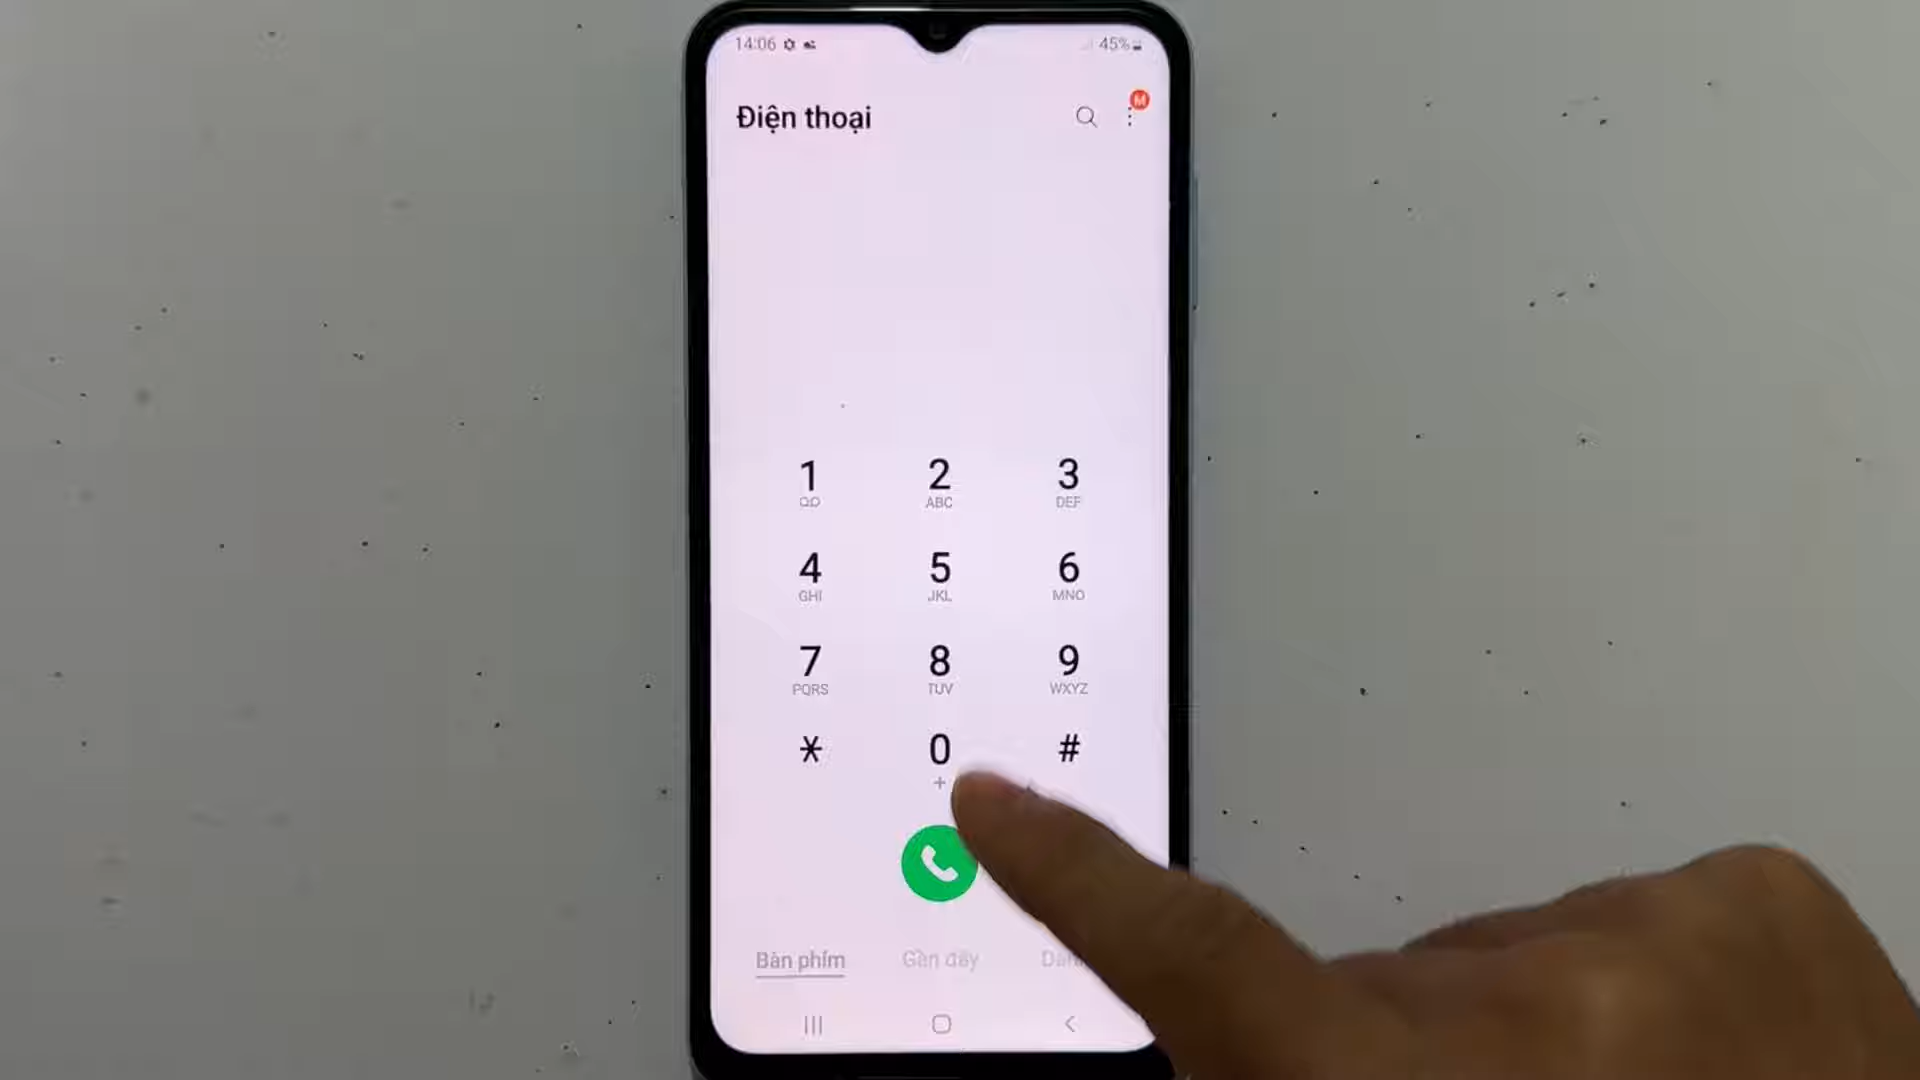 14:06 45%
Điện thoại
M
1 2 3
ABC DEF
4 5 6
GHI JKL MNO
7 8 9
PQRS TUV WXYZ
* 0 #
+
Bàn phím Gần đây